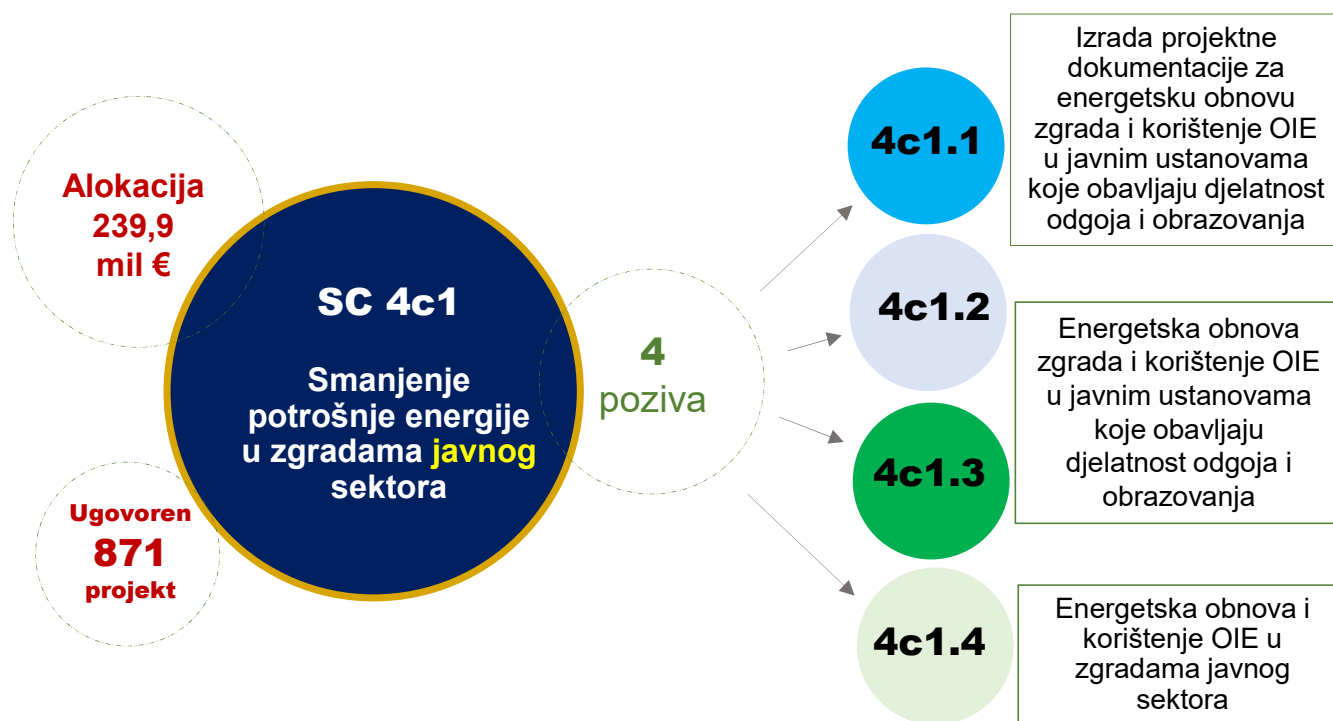 Alokacija
239,9
mil €
Ugovoren
871
projekt
SC 4c1
Smanjenje
potrošnje energije
u zgradama javnog
sektora
4
poziva
4c1.1
Izrada projektne
dokumentacije za
energetsku obnovu
zgrada i korištenje OIE
u javnim ustanovama
koje obavljaju djelatnost
odgoja i obrazovanja
4c1.2
4c1.3
Energetska obnova
zgrada i korištenje OIE
u javnim ustanovama
koje obavljaju
djelatnost odgoja i
obrazovanja
4c1.4
Energetska obnova i
korištenje OIE u
zgradama javnog
sektora